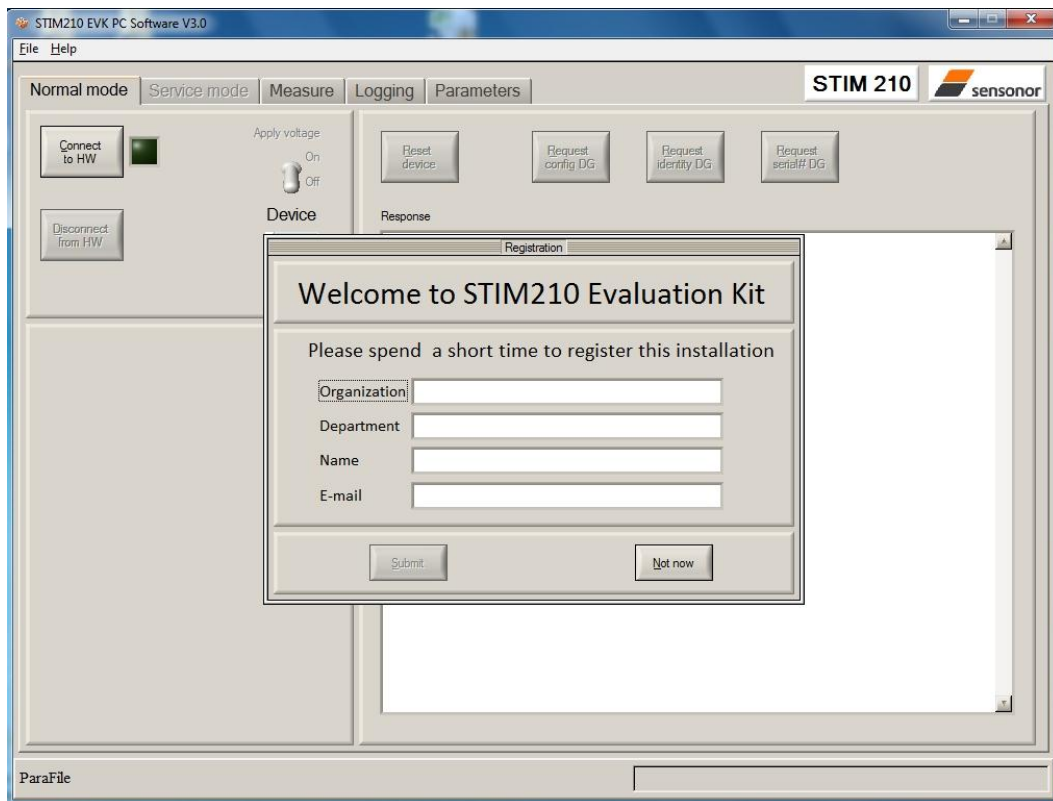 STIM210 EVK PC Software V3.0
File Help
Normal mode Service mode Measure Logging Parameters
STIM 210
sensonor
Connect to HW
Apply voltage
On
Off
Reset device
Request config DG
Request identity DG
Request serial# DG
Disconnect from HW
Device
Response
Registration
Welcome to STIM210 Evaluation Kit
Please spend a short time to register this installation
Organization
Department
Name
E-mail
Submit
Not now
ParaFile